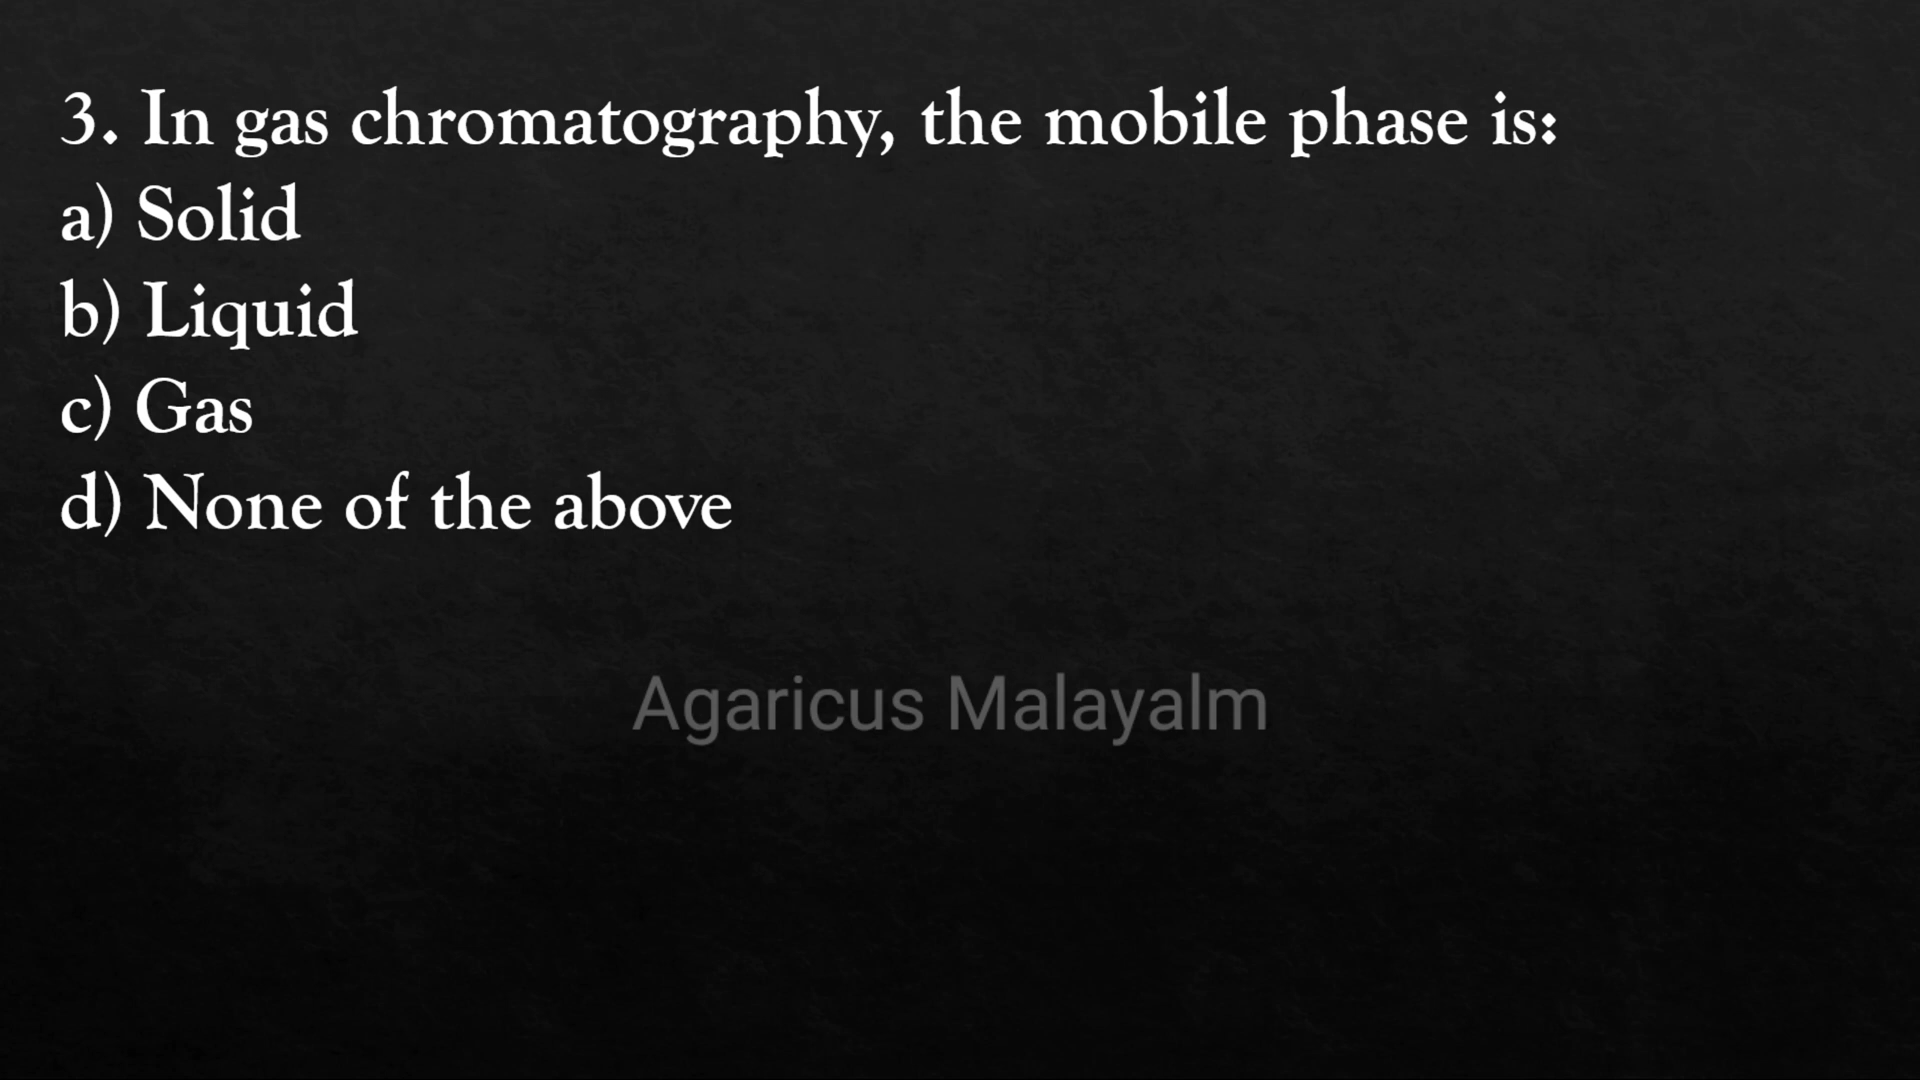 3. In gas chromatography, the mobile phase is:
a) Solid
b) Liquid
c) Gas
d) None of the above
Agaricus Malayalm